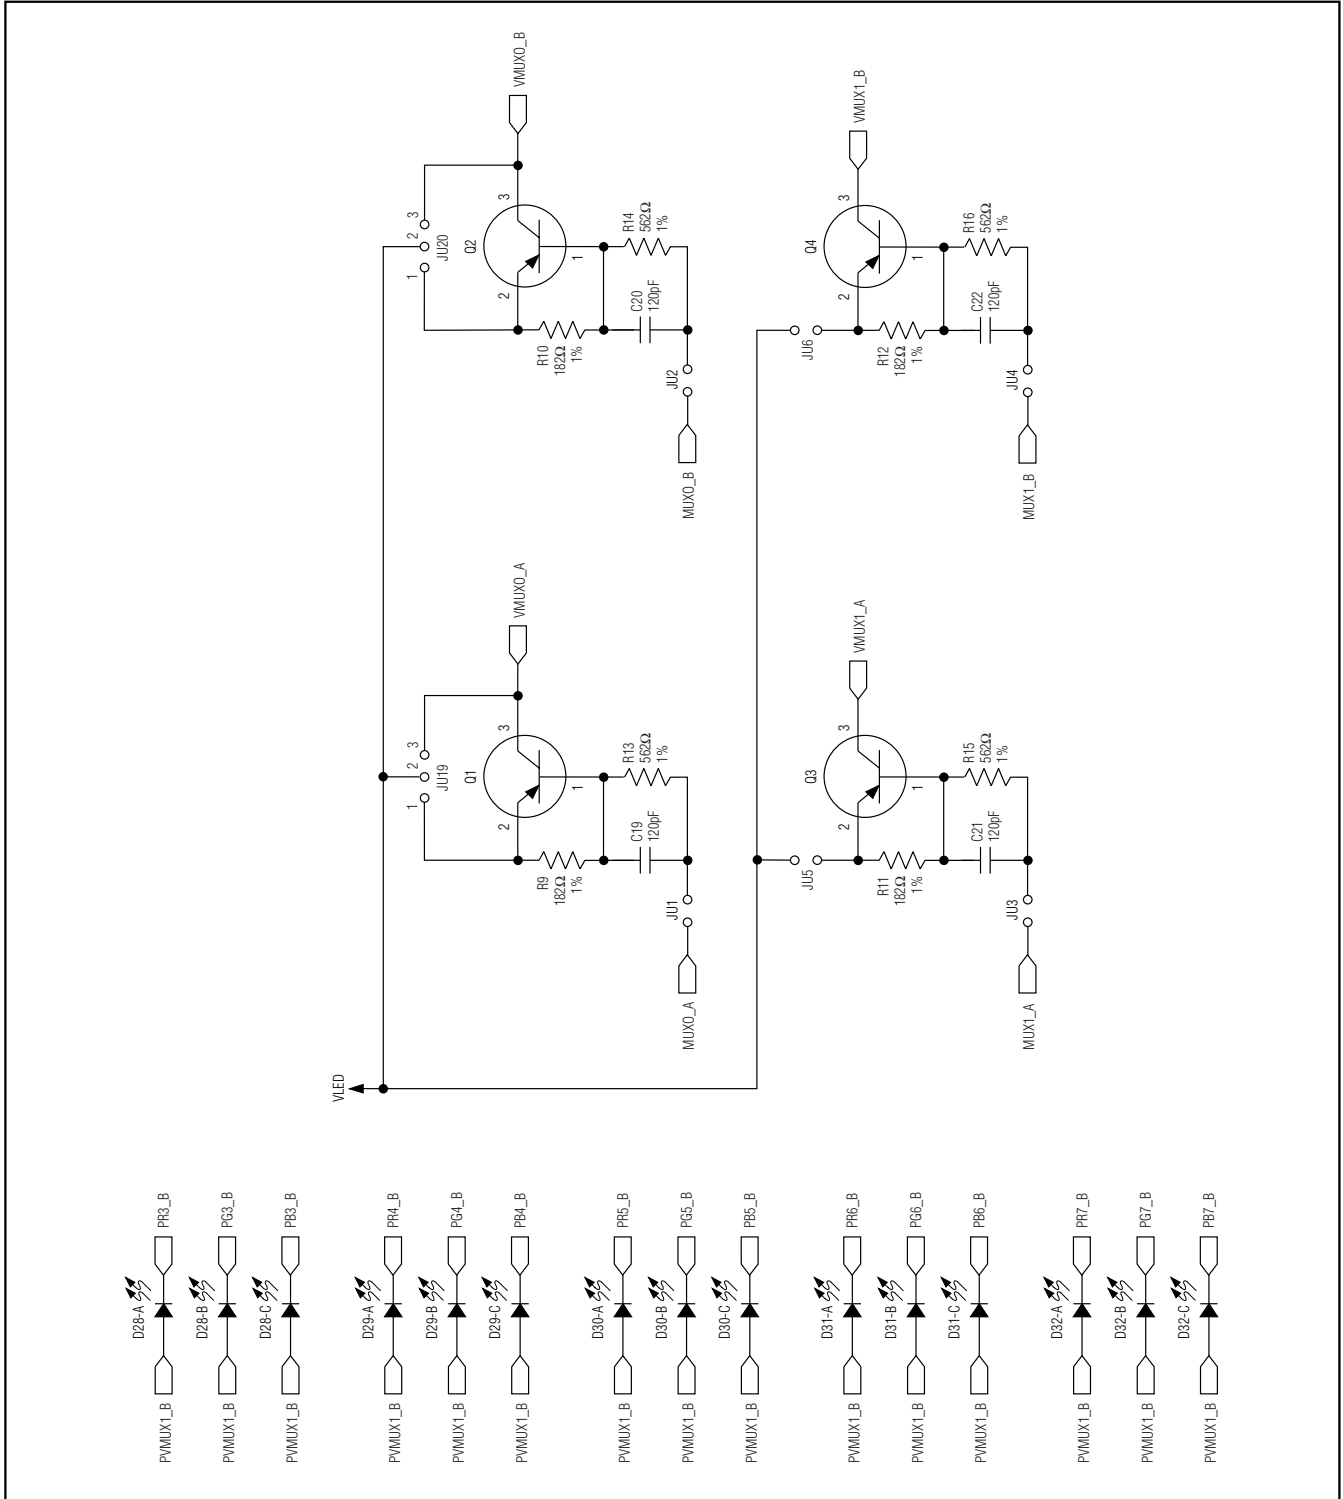 VMUX0_B
1
2
3
JU20
Q2
2
3
1
R10
182Ω
1%
C20
120pF
R14
562Ω
1%
JU2
MUX0_B
VMUX1_B
JU6
Q4
2
3
1
R12
182Ω
1%
C22
120pF
R16
562Ω
1%
JU4
MUX1_B
VMUX0_A
1
2
3
JU19
Q1
2
3
1
R9
182Ω
1%
C19
120pF
R13
562Ω
1%
JU1
MUX0_A
VMUX1_A
JU5
Q3
2
3
1
R11
182Ω
1%
C21
120pF
R15
562Ω
1%
JU3
MUX1_A
VLED
PVMUX1_B D28-A PR3_B
PVMUX1_B D28-B PG3_B
PVMUX1_B D28-C PB3_B
PVMUX1_B D29-A PR4_B
PVMUX1_B D29-B PG4_B
PVMUX1_B D29-C PB4_B
PVMUX1_B D30-A PR5_B
PVMUX1_B D30-B PG5_B
PVMUX1_B D30-C PB5_B
PVMUX1_B D31-A PR6_B
PVMUX1_B D31-B PG6_B
PVMUX1_B D31-C PB6_B
PVMUX1_B D32-A PR7_B
PVMUX1_B D32-B PG7_B
PVMUX1_B D32-C PB7_B